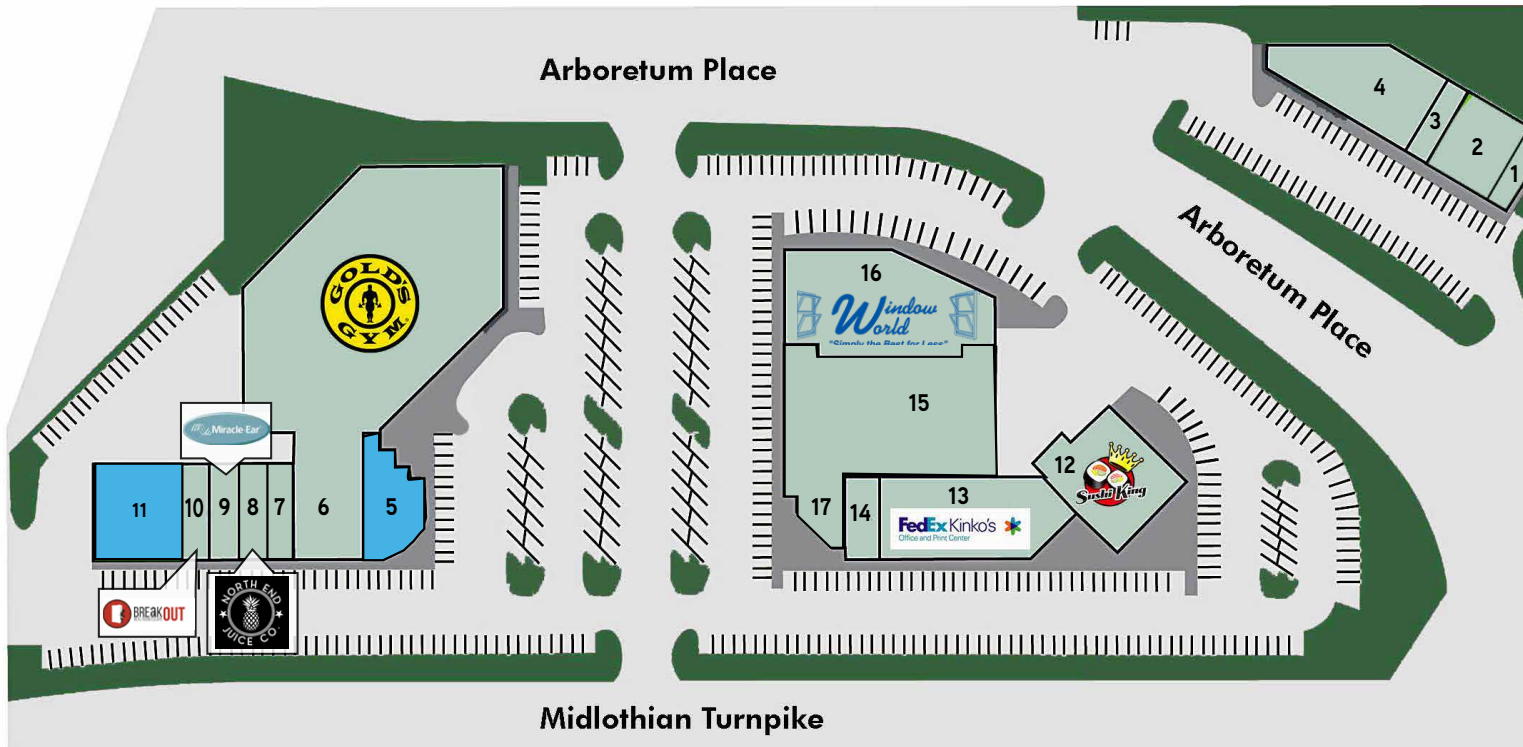 Arboretum Place
4
3
2
1
Arboretum Place
GOLD'S
GYM
16
Window
World
"Simply the Best for Less"
15
Miracle-Ear
12
Sushi King
11
10
9
8
7
6
5
17
14
13
FedEx Kinko's
Office and Print Center
BREAKOUT
NORTH END
JUICE CO.
Midlothian Turnpike